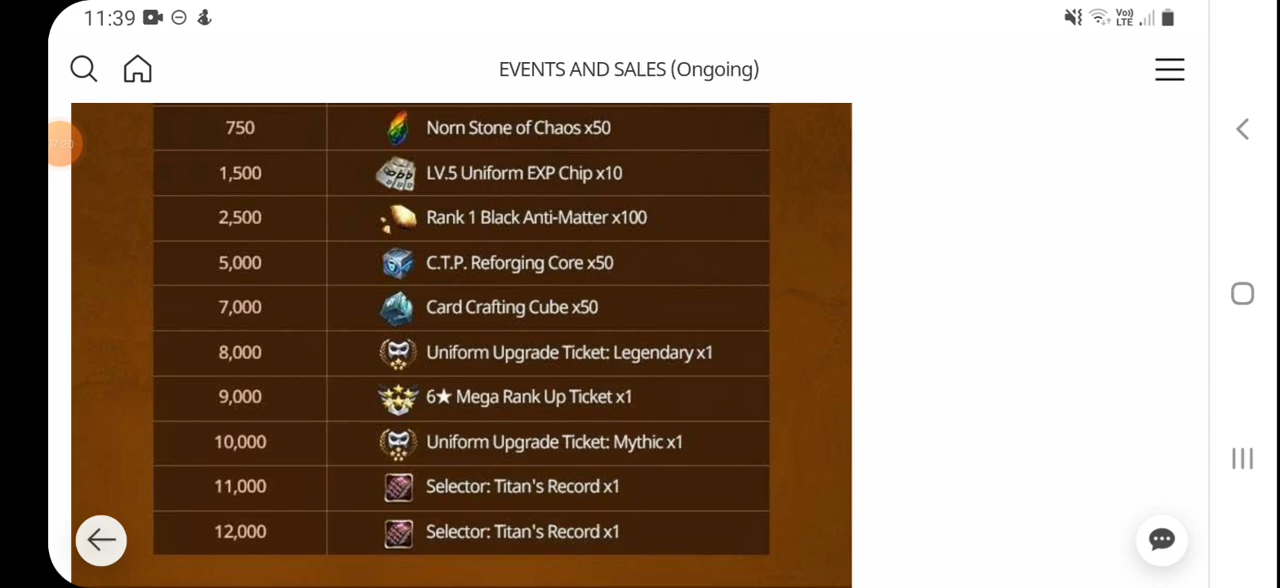 11:39
Vo))
LTE
EVENTS AND SALES (Ongoing)
750 Norn Stone of Chaos x50
1,500 LV.5 Uniform EXP Chip x10
2,500 Rank 1 Black Anti-Matter x100
5,000 C.T.P. Reforging Core x50
7,000 Card Crafting Cube x50
8,000 Uniform Upgrade Ticket: Legendary x1
9,000 6★ Mega Rank Up Ticket x1
10,000 Uniform Upgrade Ticket: Mythic x1
11,000 Selector: Titan's Record x1
12,000 Selector: Titan's Record x1